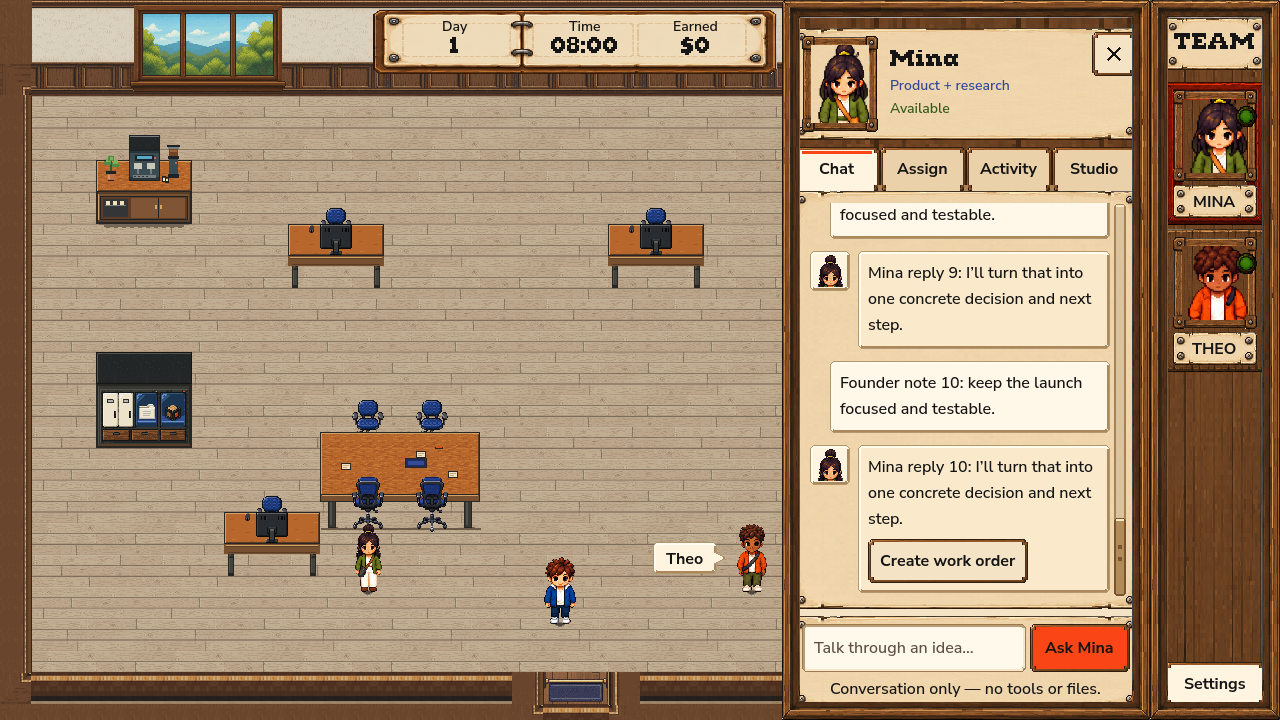 Day
1
Time
08:00
Earned
$0
Theo
Mina
Product + research
Available
Chat
Assign
Activity
Studio
focused and testable.
Mina reply 9: I’ll turn that into
one concrete decision and next
step.
Founder note 10: keep the launch
focused and testable.
Mina reply 10: I’ll turn that into
one concrete decision and next
step.
Create work order
Talk through an idea...
Ask Mina
Conversation only — no tools or files.
TEAM
MINA
THEO
Settings